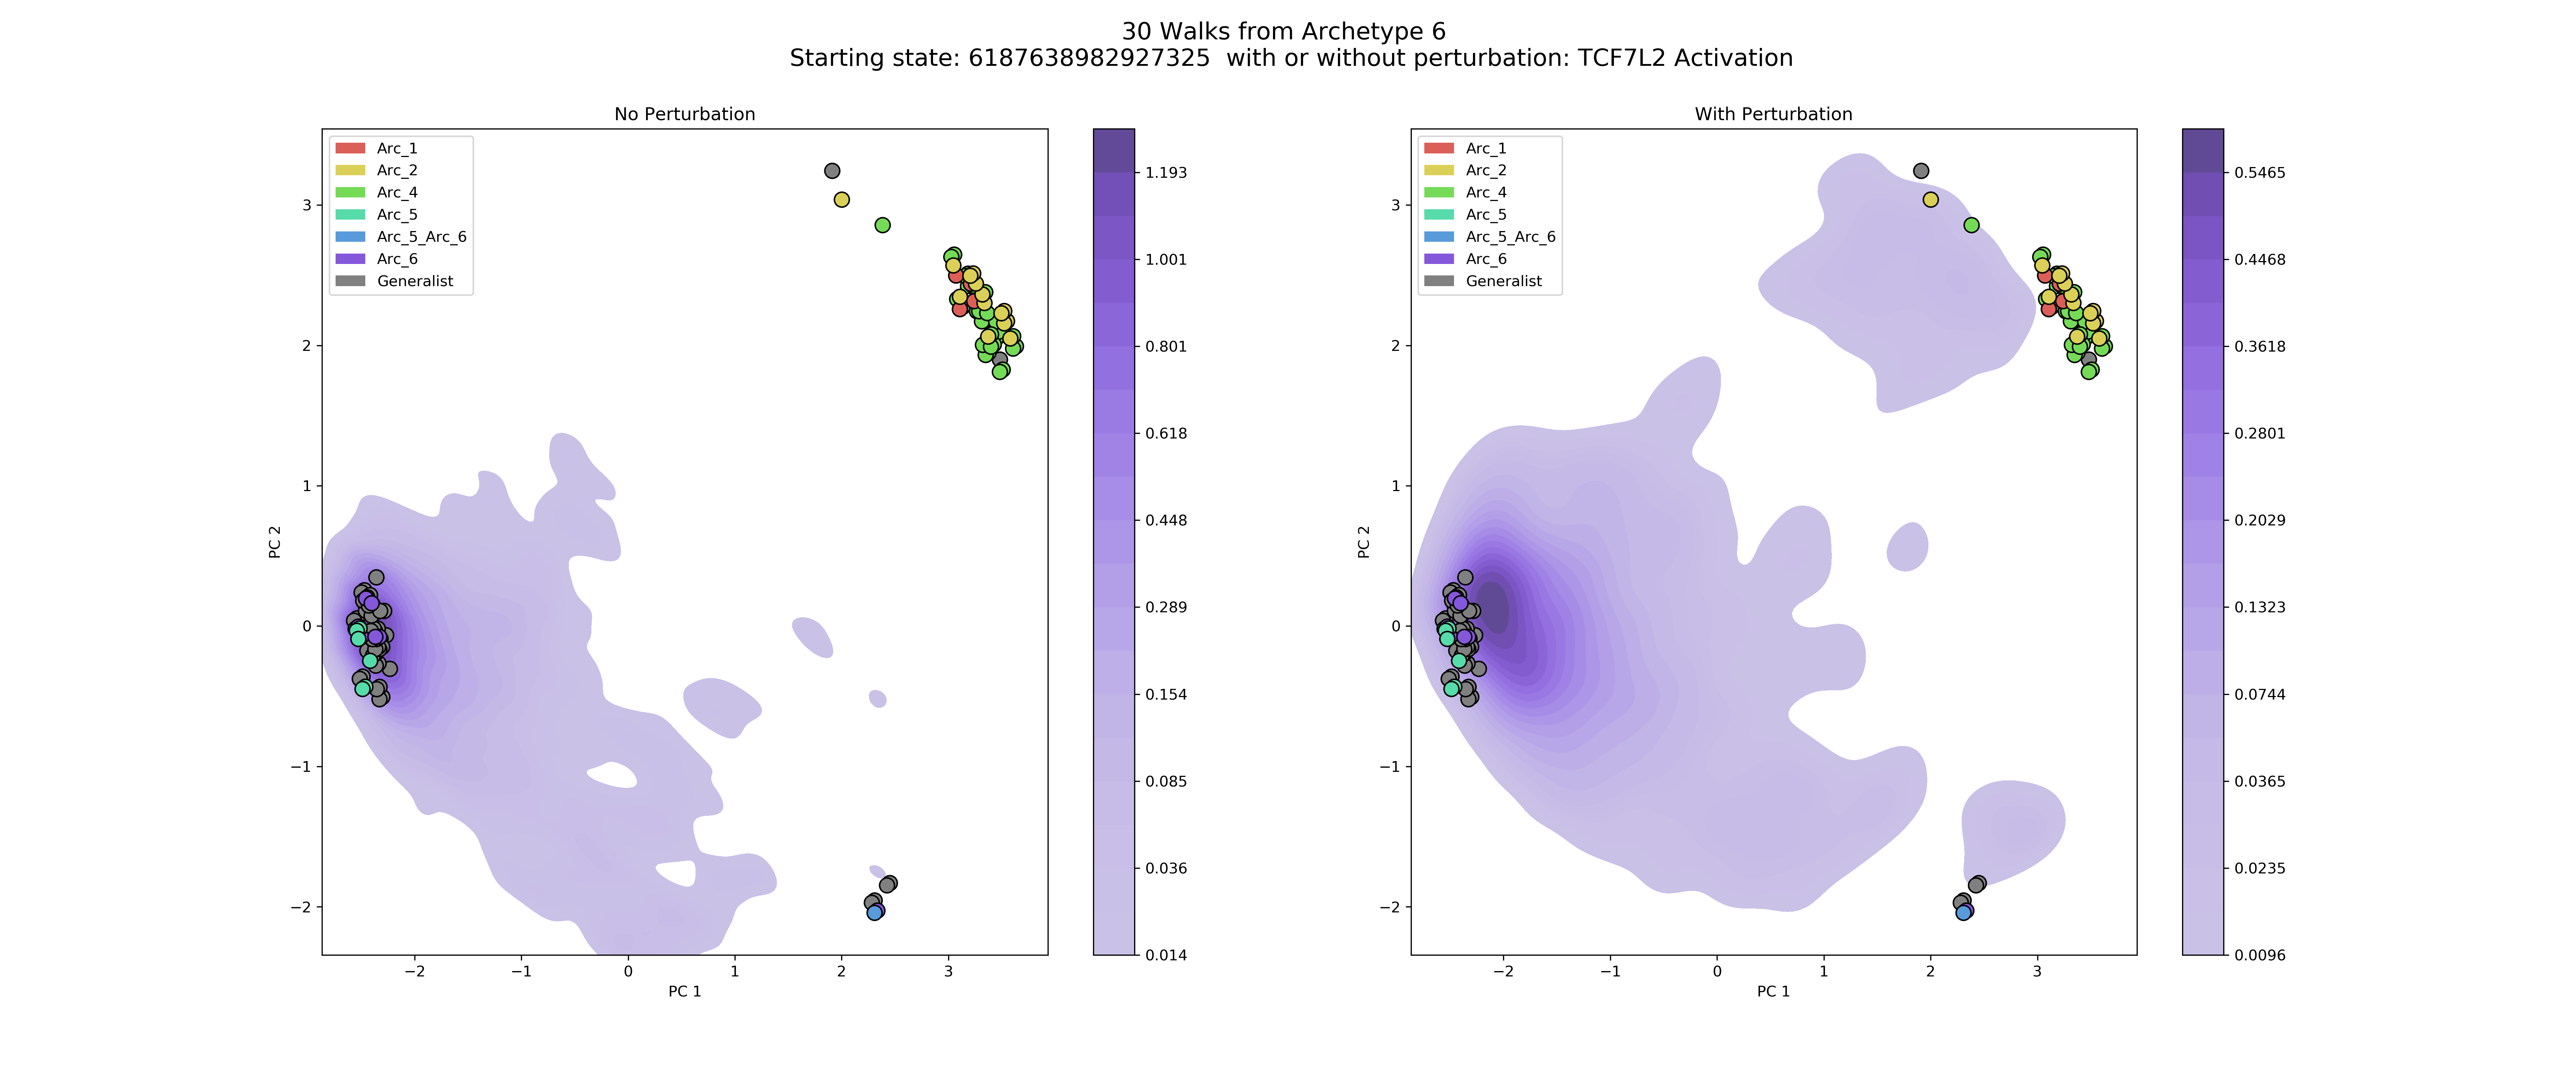 30 Walks from Archetype 6
Starting state: 6187638982927325  with or without perturbation: TCF7L2 Activation
No Perturbation
Arc_1
Arc_2
Arc_4
Arc_5
Arc_5_Arc_6
Arc_6
Generalist
PC 2
3
2
1
0
−1
−2
−2
−1
0
1
2
3
PC 1
1.193
1.001
0.801
0.618
0.448
0.289
0.154
0.085
0.036
0.014
With Perturbation
Arc_1
Arc_2
Arc_4
Arc_5
Arc_5_Arc_6
Arc_6
Generalist
PC 2
3
2
1
0
−1
−2
−2
−1
0
1
2
3
PC 1
0.5465
0.4468
0.3618
0.2801
0.2029
0.1323
0.0744
0.0365
0.0235
0.0096